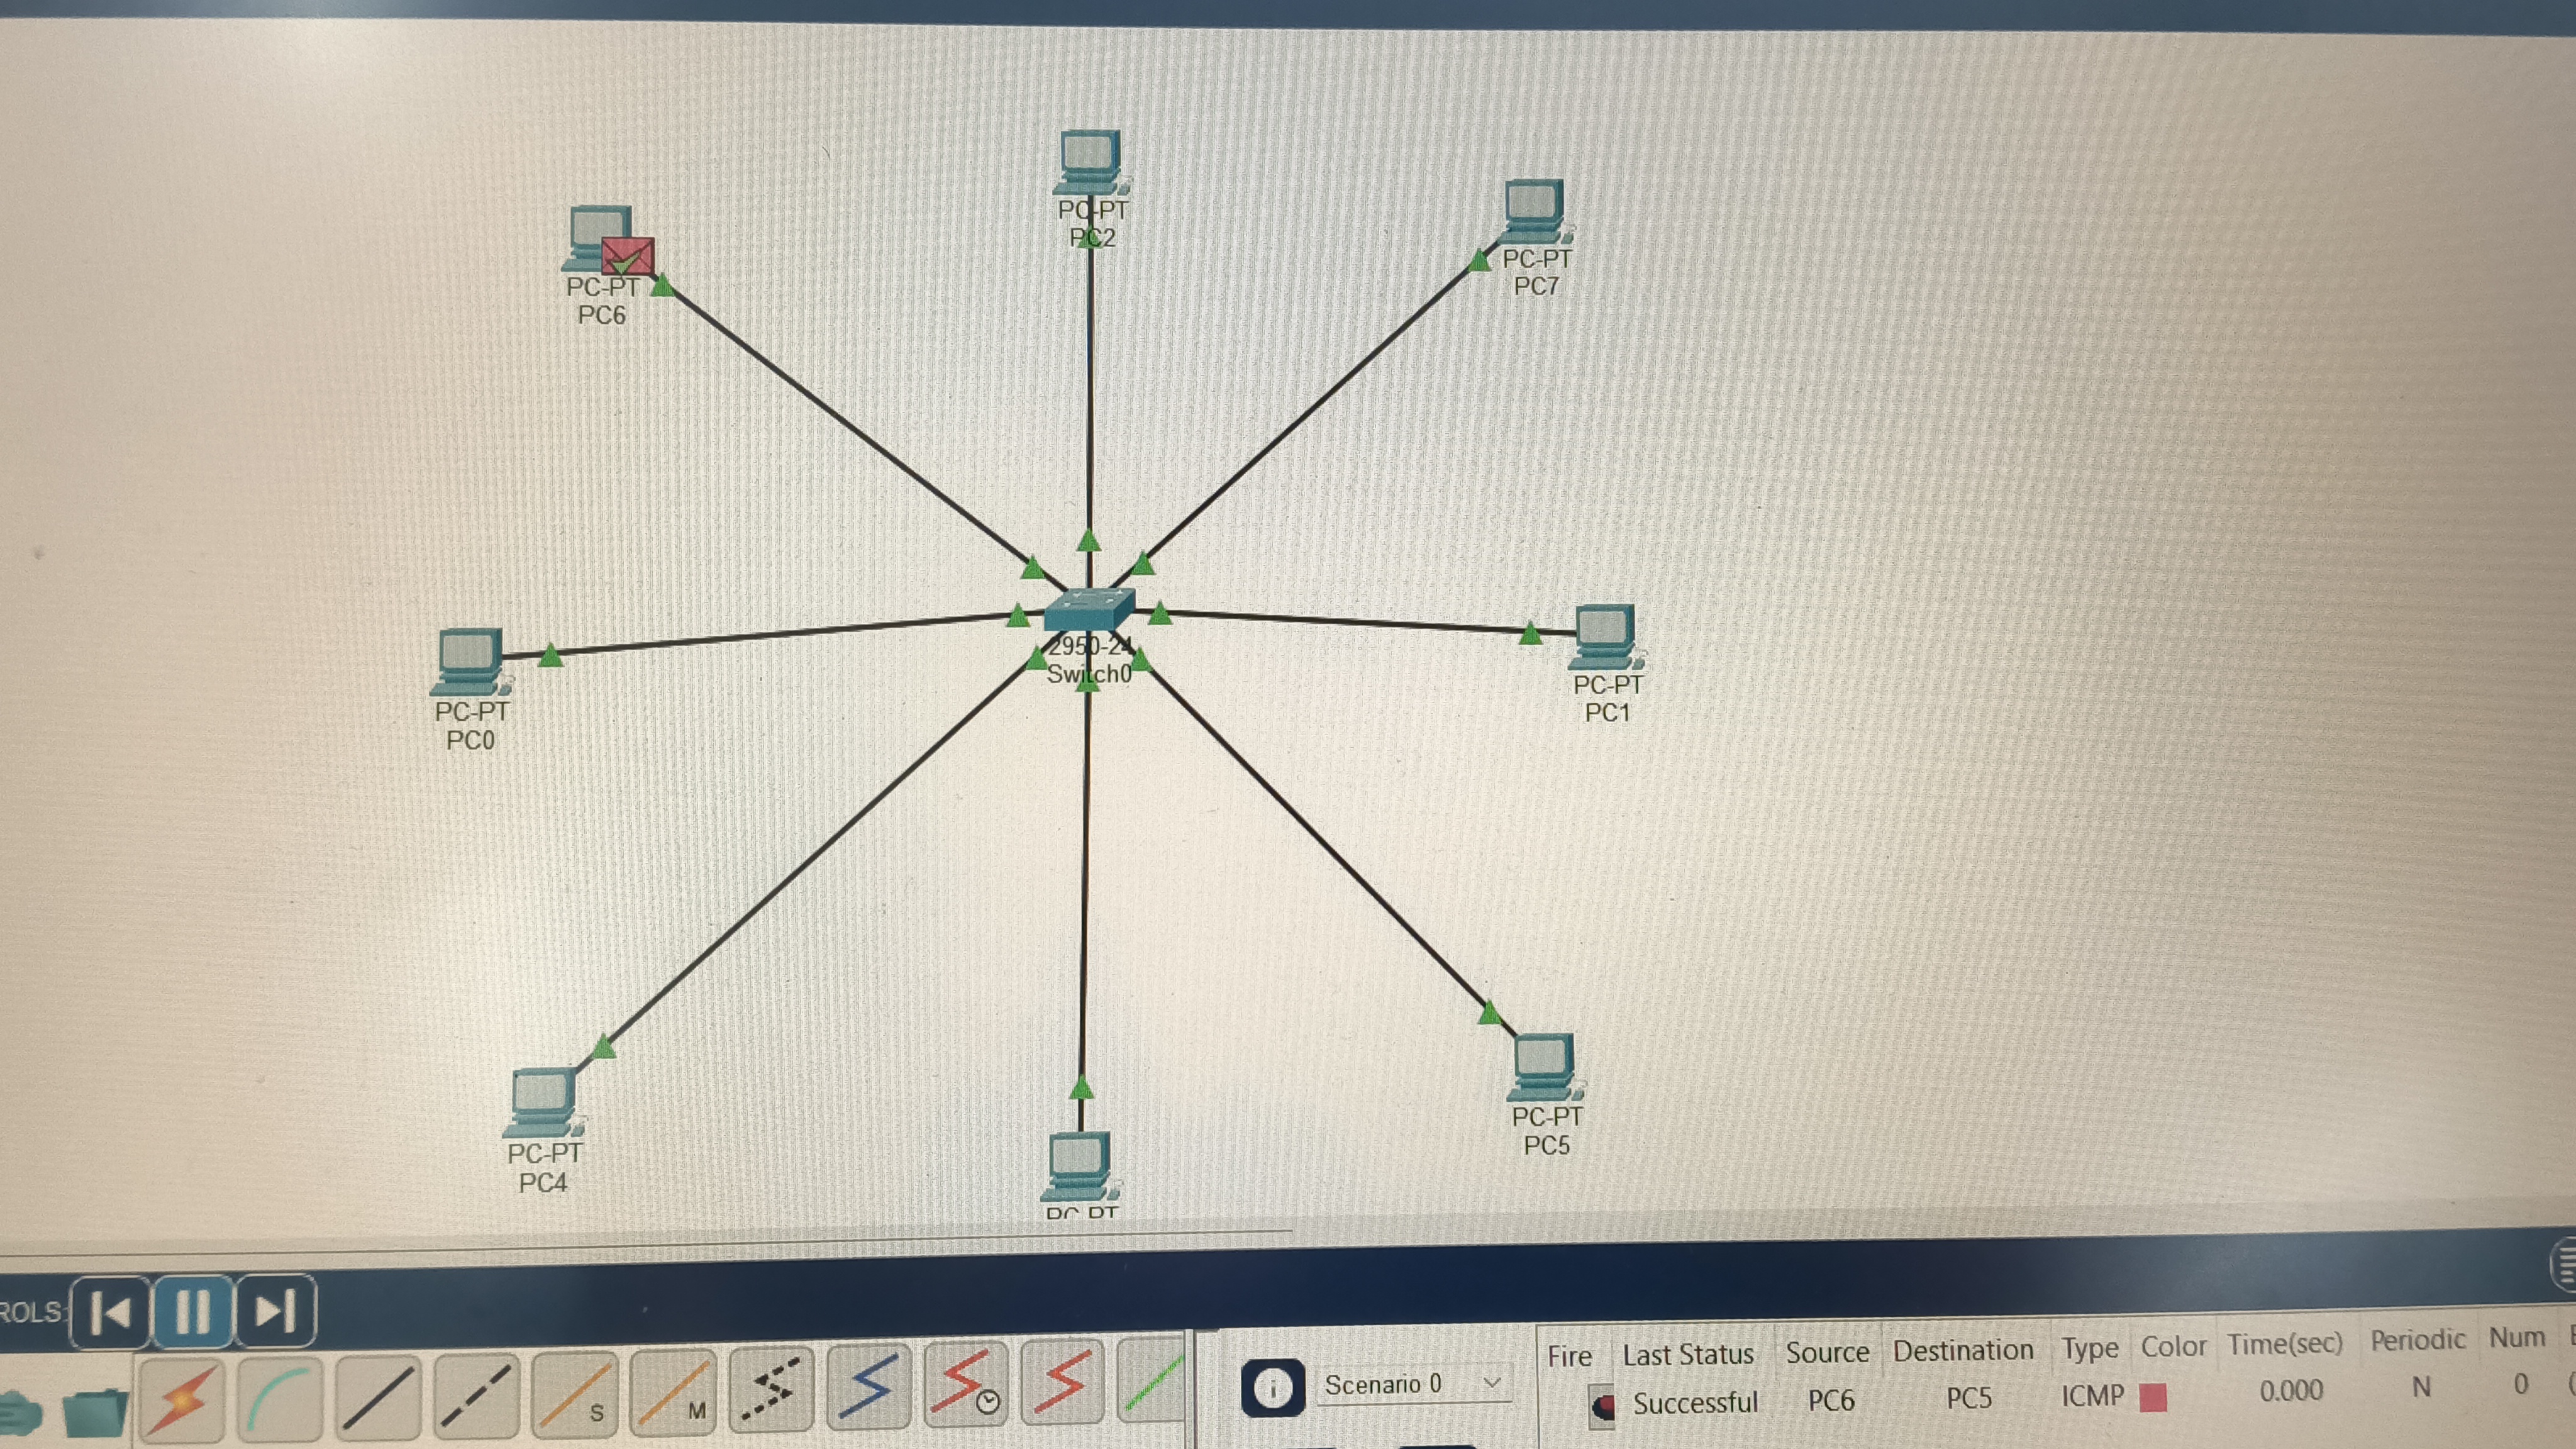 PC-PT
PC2
PC-PT
PC6
PC-PT
PC7
2950-24
Switch0
PC-PT
PC0
PC-PT
PC1
PC-PT
PC4
PC-PT
PC5
PC-PT
ROLS:
S
M
Scenario 0
Fire Last Status Source Destination Type Color Time(sec) Periodic Num
Successful PC6 PC5 ICMP 0.000 N 0